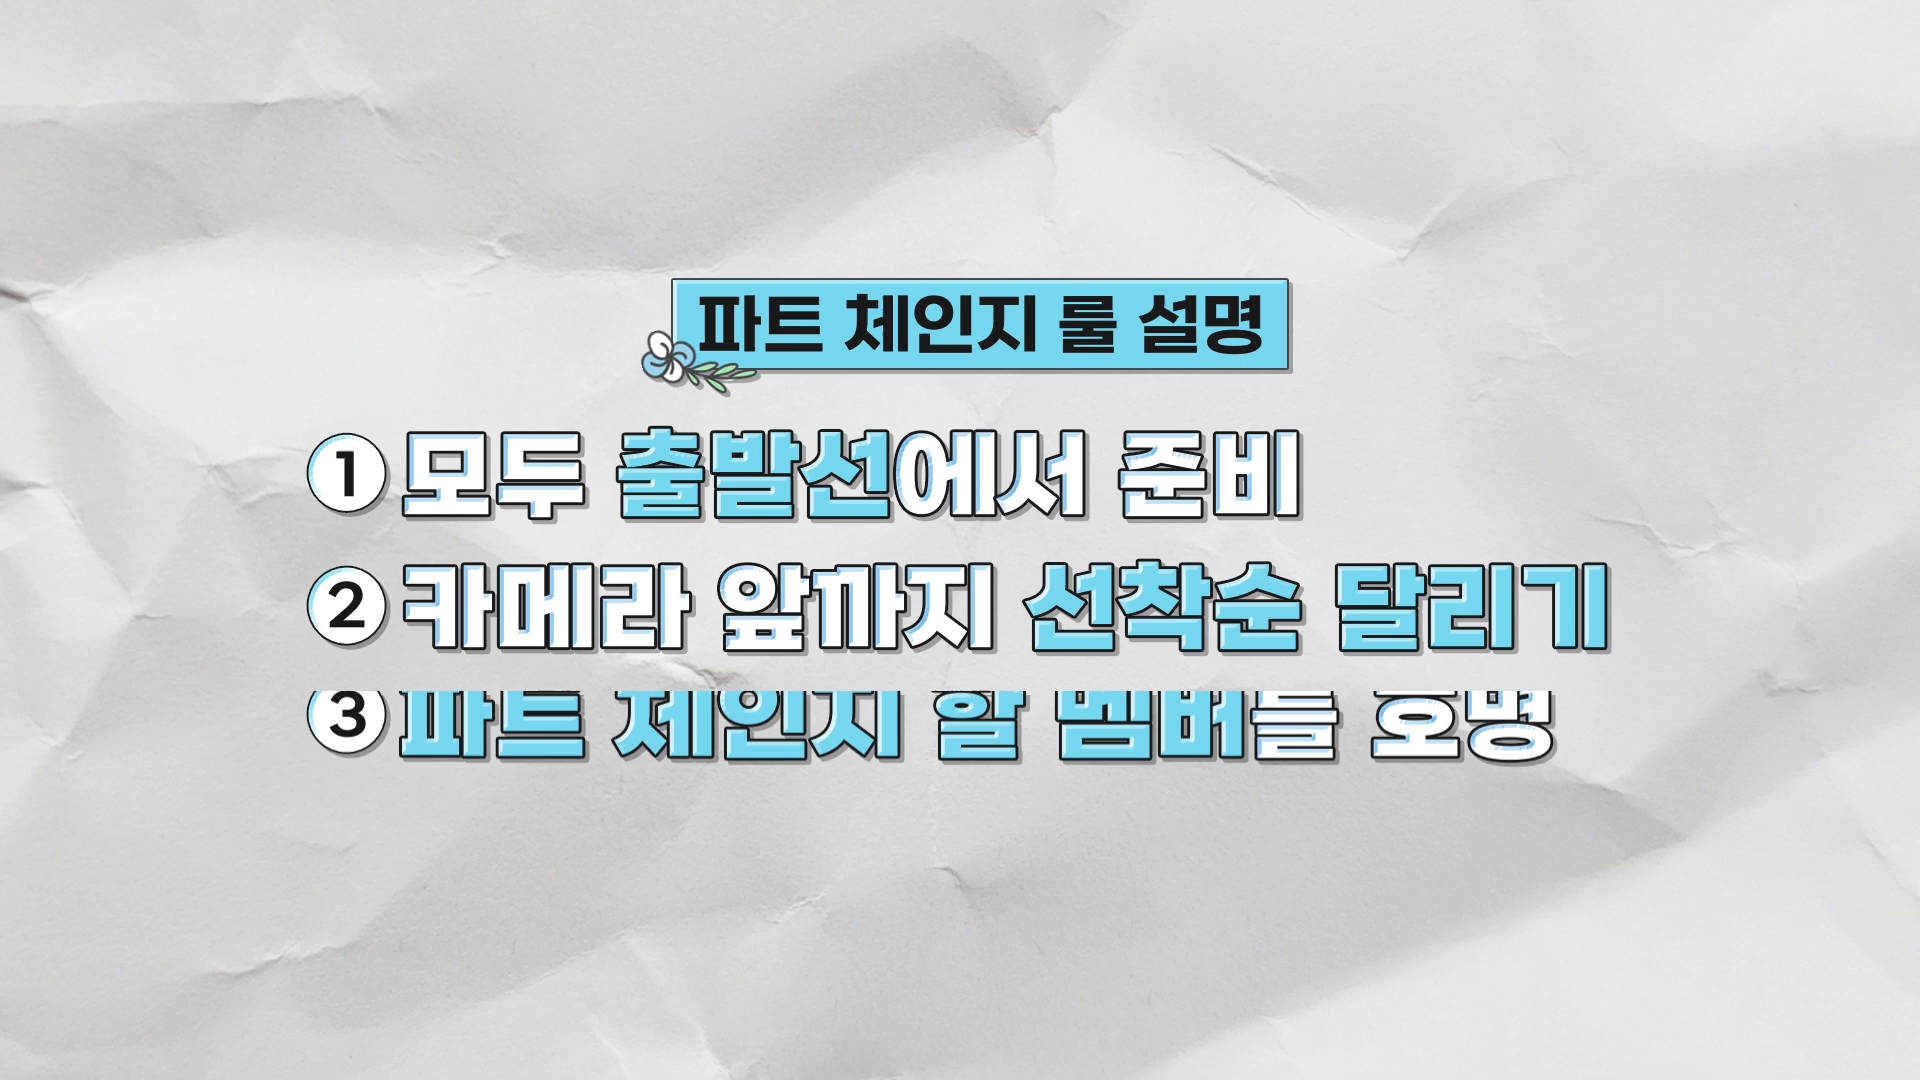 파트 체인지 룰 설명
① 모두 출발선에서 준비
② 카메라 앞까지 선착순 달리기
③ 파트 체인지 할 멤버를 호명